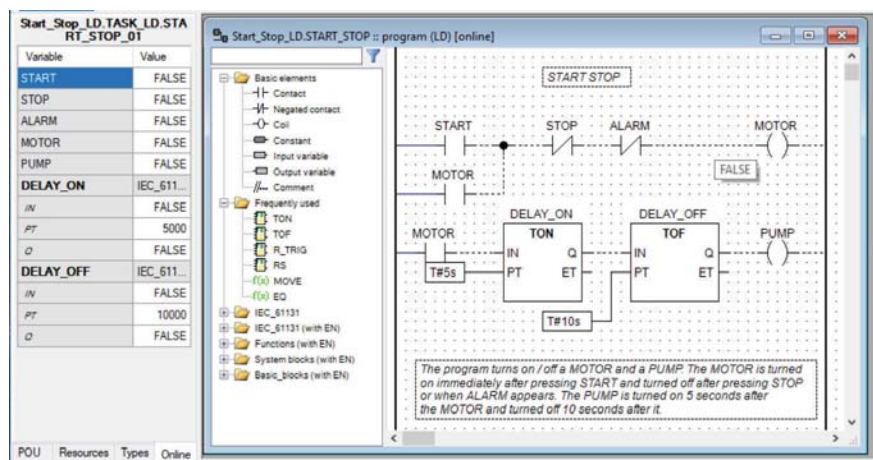 Start_Stop_LD.TASK_LD.STA
RT_STOP_01
Variable Value
START FALSE
STOP FALSE
ALARM FALSE
MOTOR FALSE
PUMP FALSE
DELAY_ON IEC_611...
IN FALSE
PT 5000
Q FALSE
DELAY_OFF IEC_611...
IN FALSE
PT 10000
Q FALSE
POU Resources Types Online
Start_Stop_LD.START_STOP :: program (LD) [online]
Basic elements
Contact
Negated contact
Coil
Constant
Input variable
Output variable
Comment
Frequently used
TON
TOF
R_TRIG
RS
f(x) MOVE
f(x) EQ
IEC_61131
IEC_61131 (with EN)
Functions (with EN)
System blocks (with EN)
Basic_blocks (with EN)
START STOP
START STOP ALARM MOTOR
FALSE
MOTOR
DELAY_ON DELAY_OFF
MOTOR TON TOF PUMP
IN Q IN Q
T#5s PT ET PT ET
T#10s
The program turns on / off a MOTOR and a PUMP. The MOTOR is turned
on immediately after pressing START and turned off after pressing STOP
or when ALARM appears. The PUMP is turned on 5 seconds after
the MOTOR and turned off 10 seconds after it.